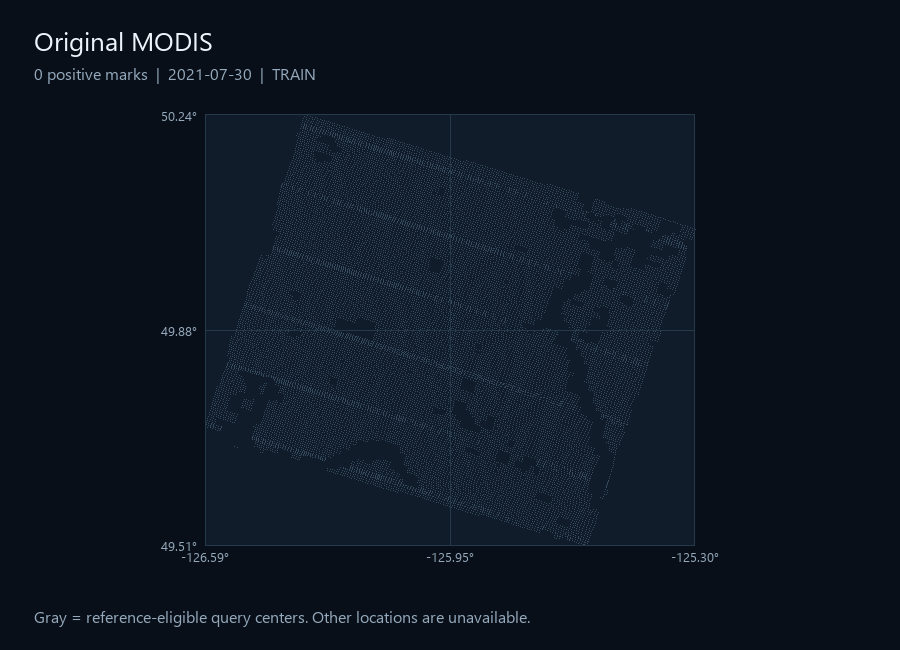 Original MODIS
0 positive marks | 2021-07-30 | TRAIN
50.24°
49.88°
49.51°
-126.59° -125.95° -125.30°
Gray = reference-eligible query centers. Other locations are unavailable.